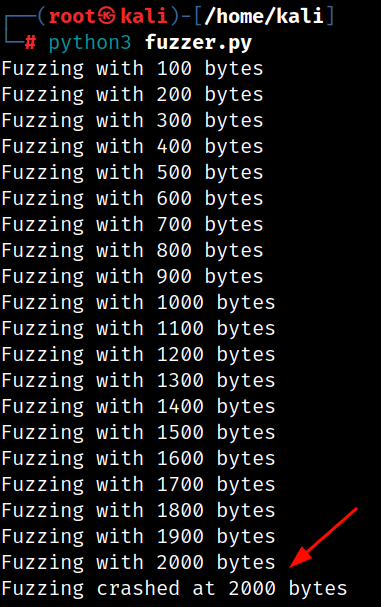 ┌──(root㉿kali)-[/home/kali]
└─# python3 fuzzer.py
Fuzzing with 100 bytes
Fuzzing with 200 bytes
Fuzzing with 300 bytes
Fuzzing with 400 bytes
Fuzzing with 500 bytes
Fuzzing with 600 bytes
Fuzzing with 700 bytes
Fuzzing with 800 bytes
Fuzzing with 900 bytes
Fuzzing with 1000 bytes
Fuzzing with 1100 bytes
Fuzzing with 1200 bytes
Fuzzing with 1300 bytes
Fuzzing with 1400 bytes
Fuzzing with 1500 bytes
Fuzzing with 1600 bytes
Fuzzing with 1700 bytes
Fuzzing with 1800 bytes
Fuzzing with 1900 bytes
Fuzzing with 2000 bytes
Fuzzing crashed at 2000 bytes